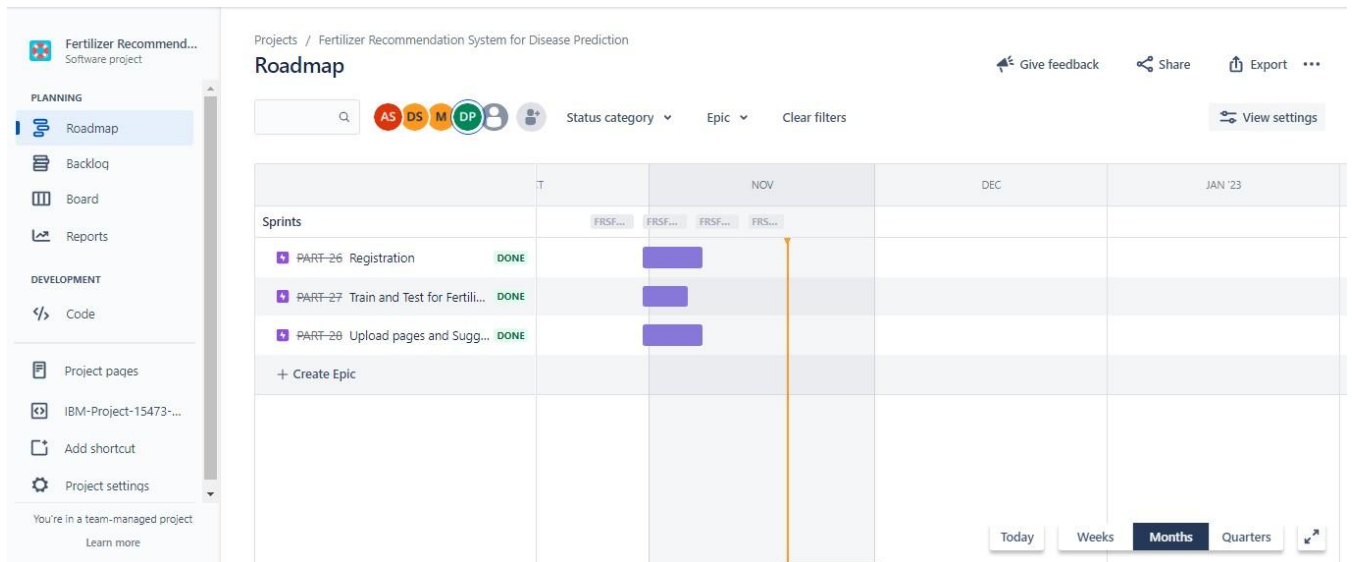 Fertilizer Recommend...
Software project
PLANNING
Roadmap
Backlog
Board
Reports
DEVELOPMENT
Code
Project pages
IBM-Project-15473-...
Add shortcut
Project settings
You're in a team-managed project
Learn more
Projects / Fertilizer Recommendation System for Disease Prediction
Roadmap
Give feedback
Share
Export
AS DS M DP
Status category
Epic
Clear filters
View settings
CT NOV DEC JAN '23
Sprints FRSF... FRSF... FRSF... FRS...
PART-26 Registration DONE
PART-27 Train and Test for Fertili... DONE
PART-28 Upload pages and Sugg... DONE
+ Create Epic
Today Weeks Months Quarters